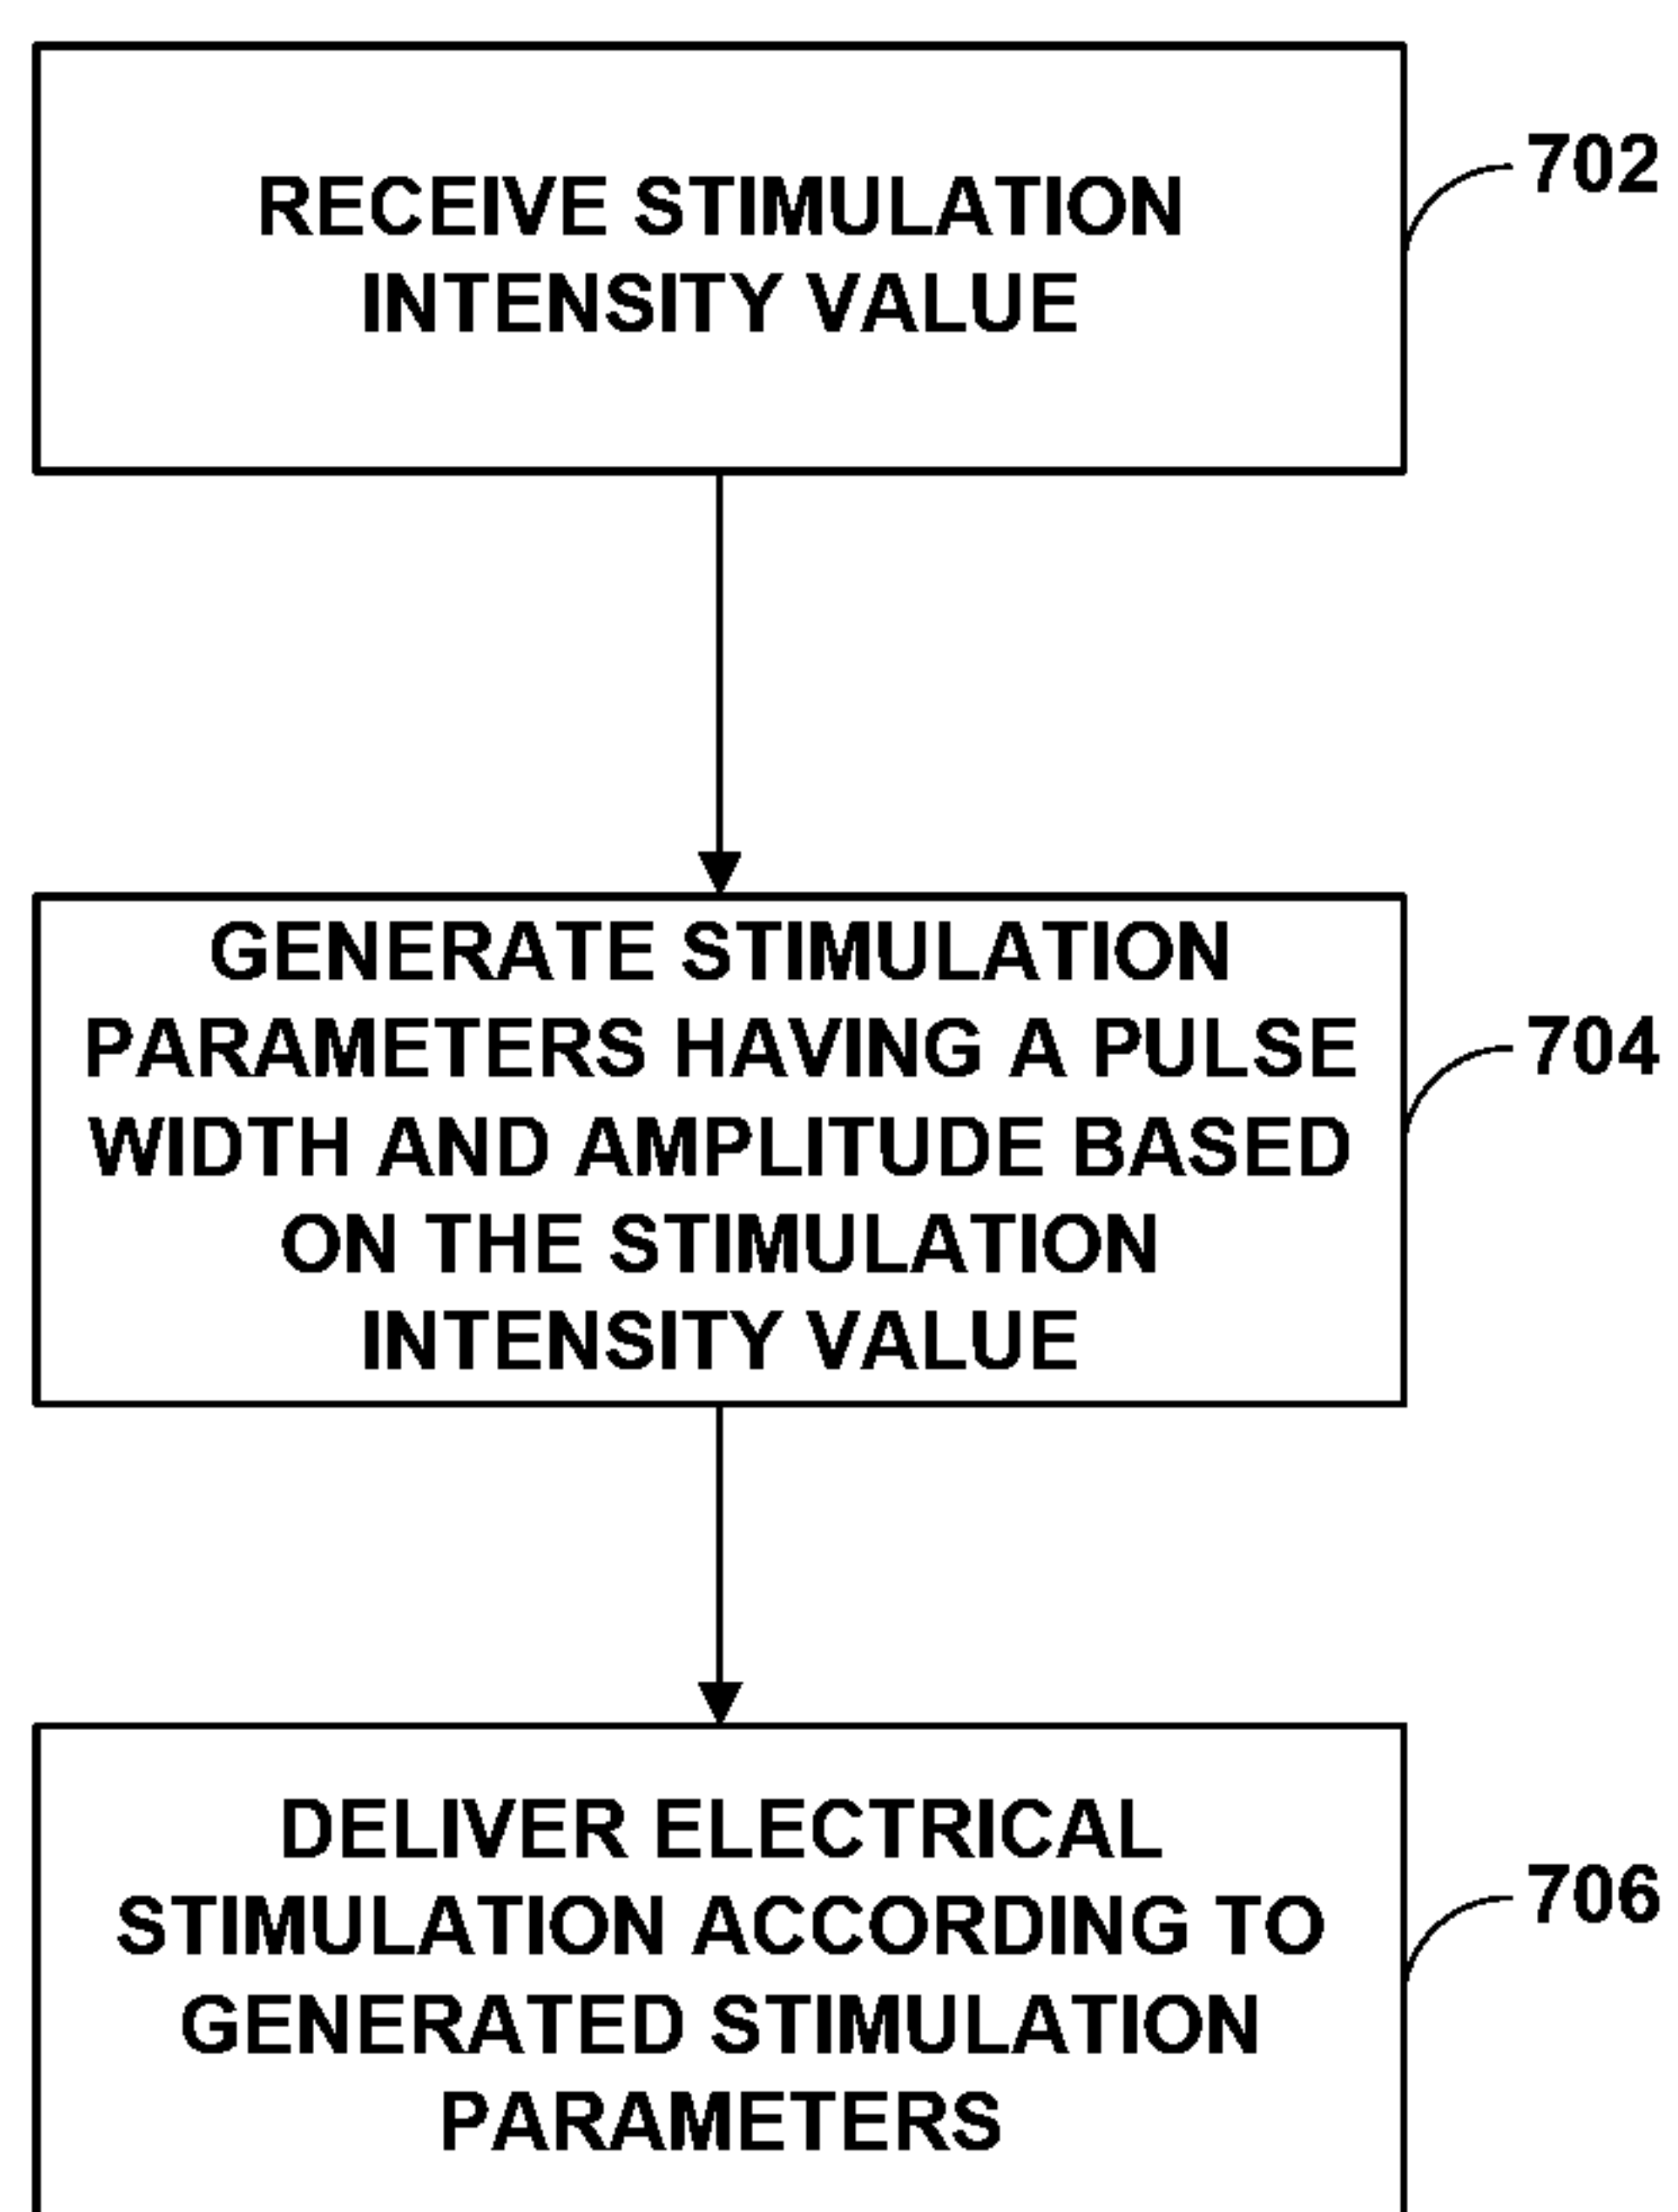 RECEIVE STIMULATION
INTENSITY VALUE
702
GENERATE STIMULATION
PARAMETERS HAVING A PULSE
WIDTH AND AMPLITUDE BASED
ON THE STIMULATION
INTENSITY VALUE
704
DELIVER ELECTRICAL
STIMULATION ACCORDING TO
GENERATED STIMULATION
PARAMETERS
706